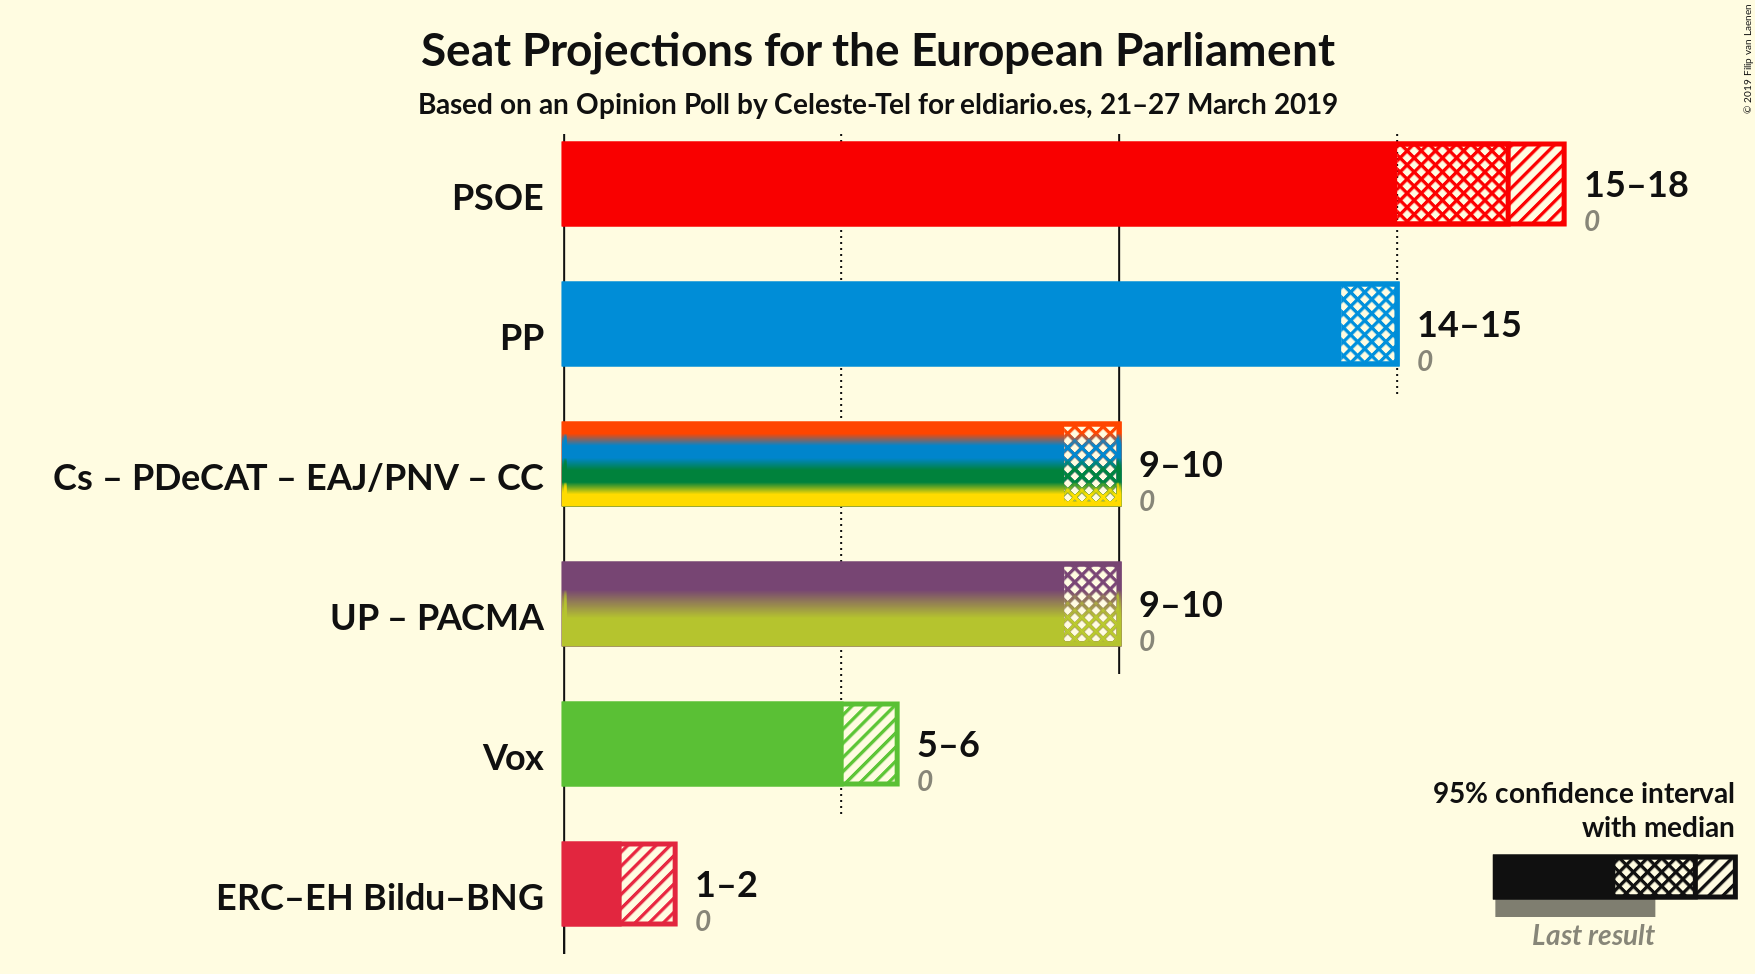 Seat Projections for the European Parliament
Based on an Opinion Poll by Celeste-Tel for eldiario.es, 21–27 March 2019
© 2019 Filip van Laenen
PSOE
15–18
0
PP
14–15
0
Cs – PDeCAT – EAJ/PNV – CC
9–10
0
UP – PACMA
9–10
0
Vox
5–6
0
ERC–EH Bildu–BNG
1–2
0
95% confidence interval
with median
Last result